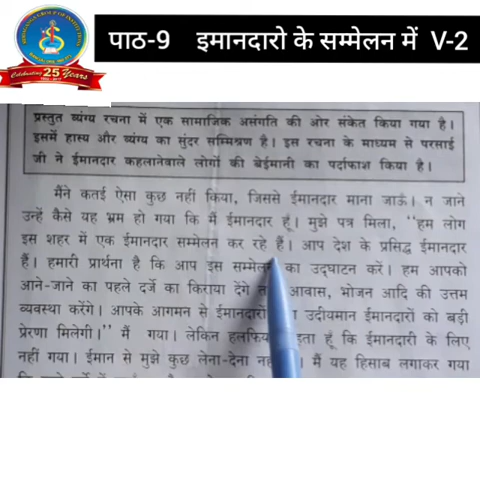 पाठ-9 ईमानदारो के सम्मेलन में V-2
Celebrating 25 Years
प्रस्तुत व्यंग्य रचना में एक सामाजिक असंगति की ओर संकेत किया गया है।
इसमें हास्य और व्यंग्य का सुंदर सम्मिश्रण है। इस रचना के माध्यम से परसाई
जी ने ईमानदार कहलानेवाले लोगों की बेईमानी का पर्दाफाश किया है।
मैंने कतई ऐसा कुछ नहीं किया, जिससे ईमानदार माना जाऊँ। न जाने
उन्हें कैसे यह भ्रम हो गया कि मैं ईमानदार हूँ। मुझे पत्र मिला, "हम लोग
इस शहर में एक ईमानदार सम्मेलन कर रहे हैं। आप देश के प्रसिद्ध ईमानदार
हैं। हमारी प्रार्थना है कि आप इस सम्मेलन का उद्घाटन करें। हम आपको
आने-जाने का पहले दर्जे का किराया देंगे आवास, भोजन आदि की उत्तम
व्यवस्था करेंगे। आपके आगमन से ईमानदारों उदीयमान ईमानदारों को बड़ी
प्रेरणा मिलेगी।" मैं गया। लेकिन हलफिया हूँ कि ईमानदारी के लिए
नहीं गया। ईमान से मुझे कुछ लेना-देना मैं यह हिसाब लगाकर गया